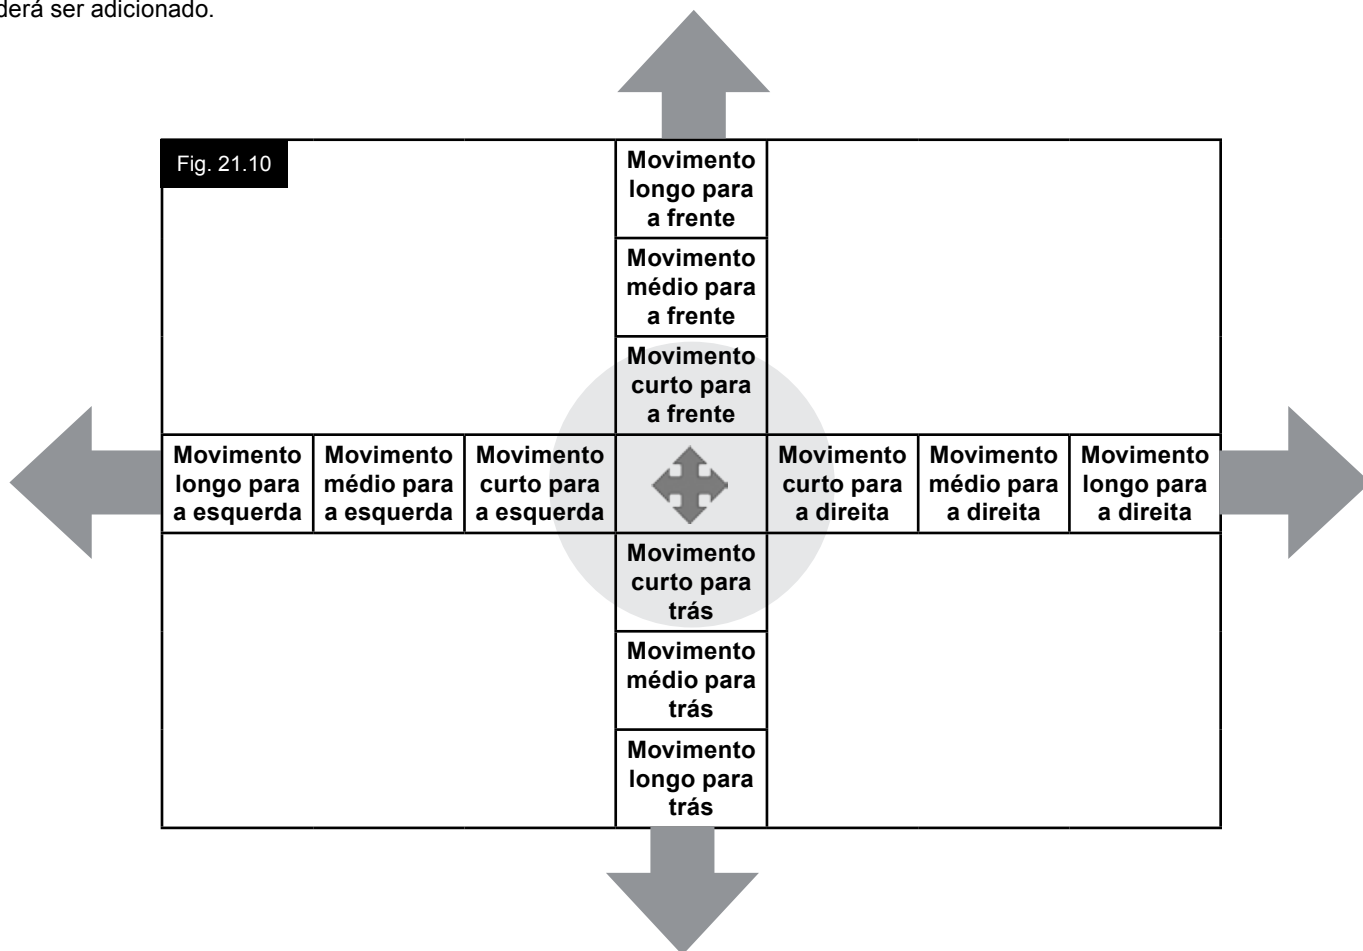 derá ser adicionado.
Fig. 21.10
Movimento
longo para
a frente
Movimento
médio para
a frente
Movimento
curto para
a frente
Movimento
longo para
a esquerda
Movimento
médio para
a esquerda
Movimento
curto para
a esquerda
Movimento
curto para
a direita
Movimento
médio para
a direita
Movimento
longo para
a direita
Movimento
curto para
trás
Movimento
médio para
trás
Movimento
longo para
trás